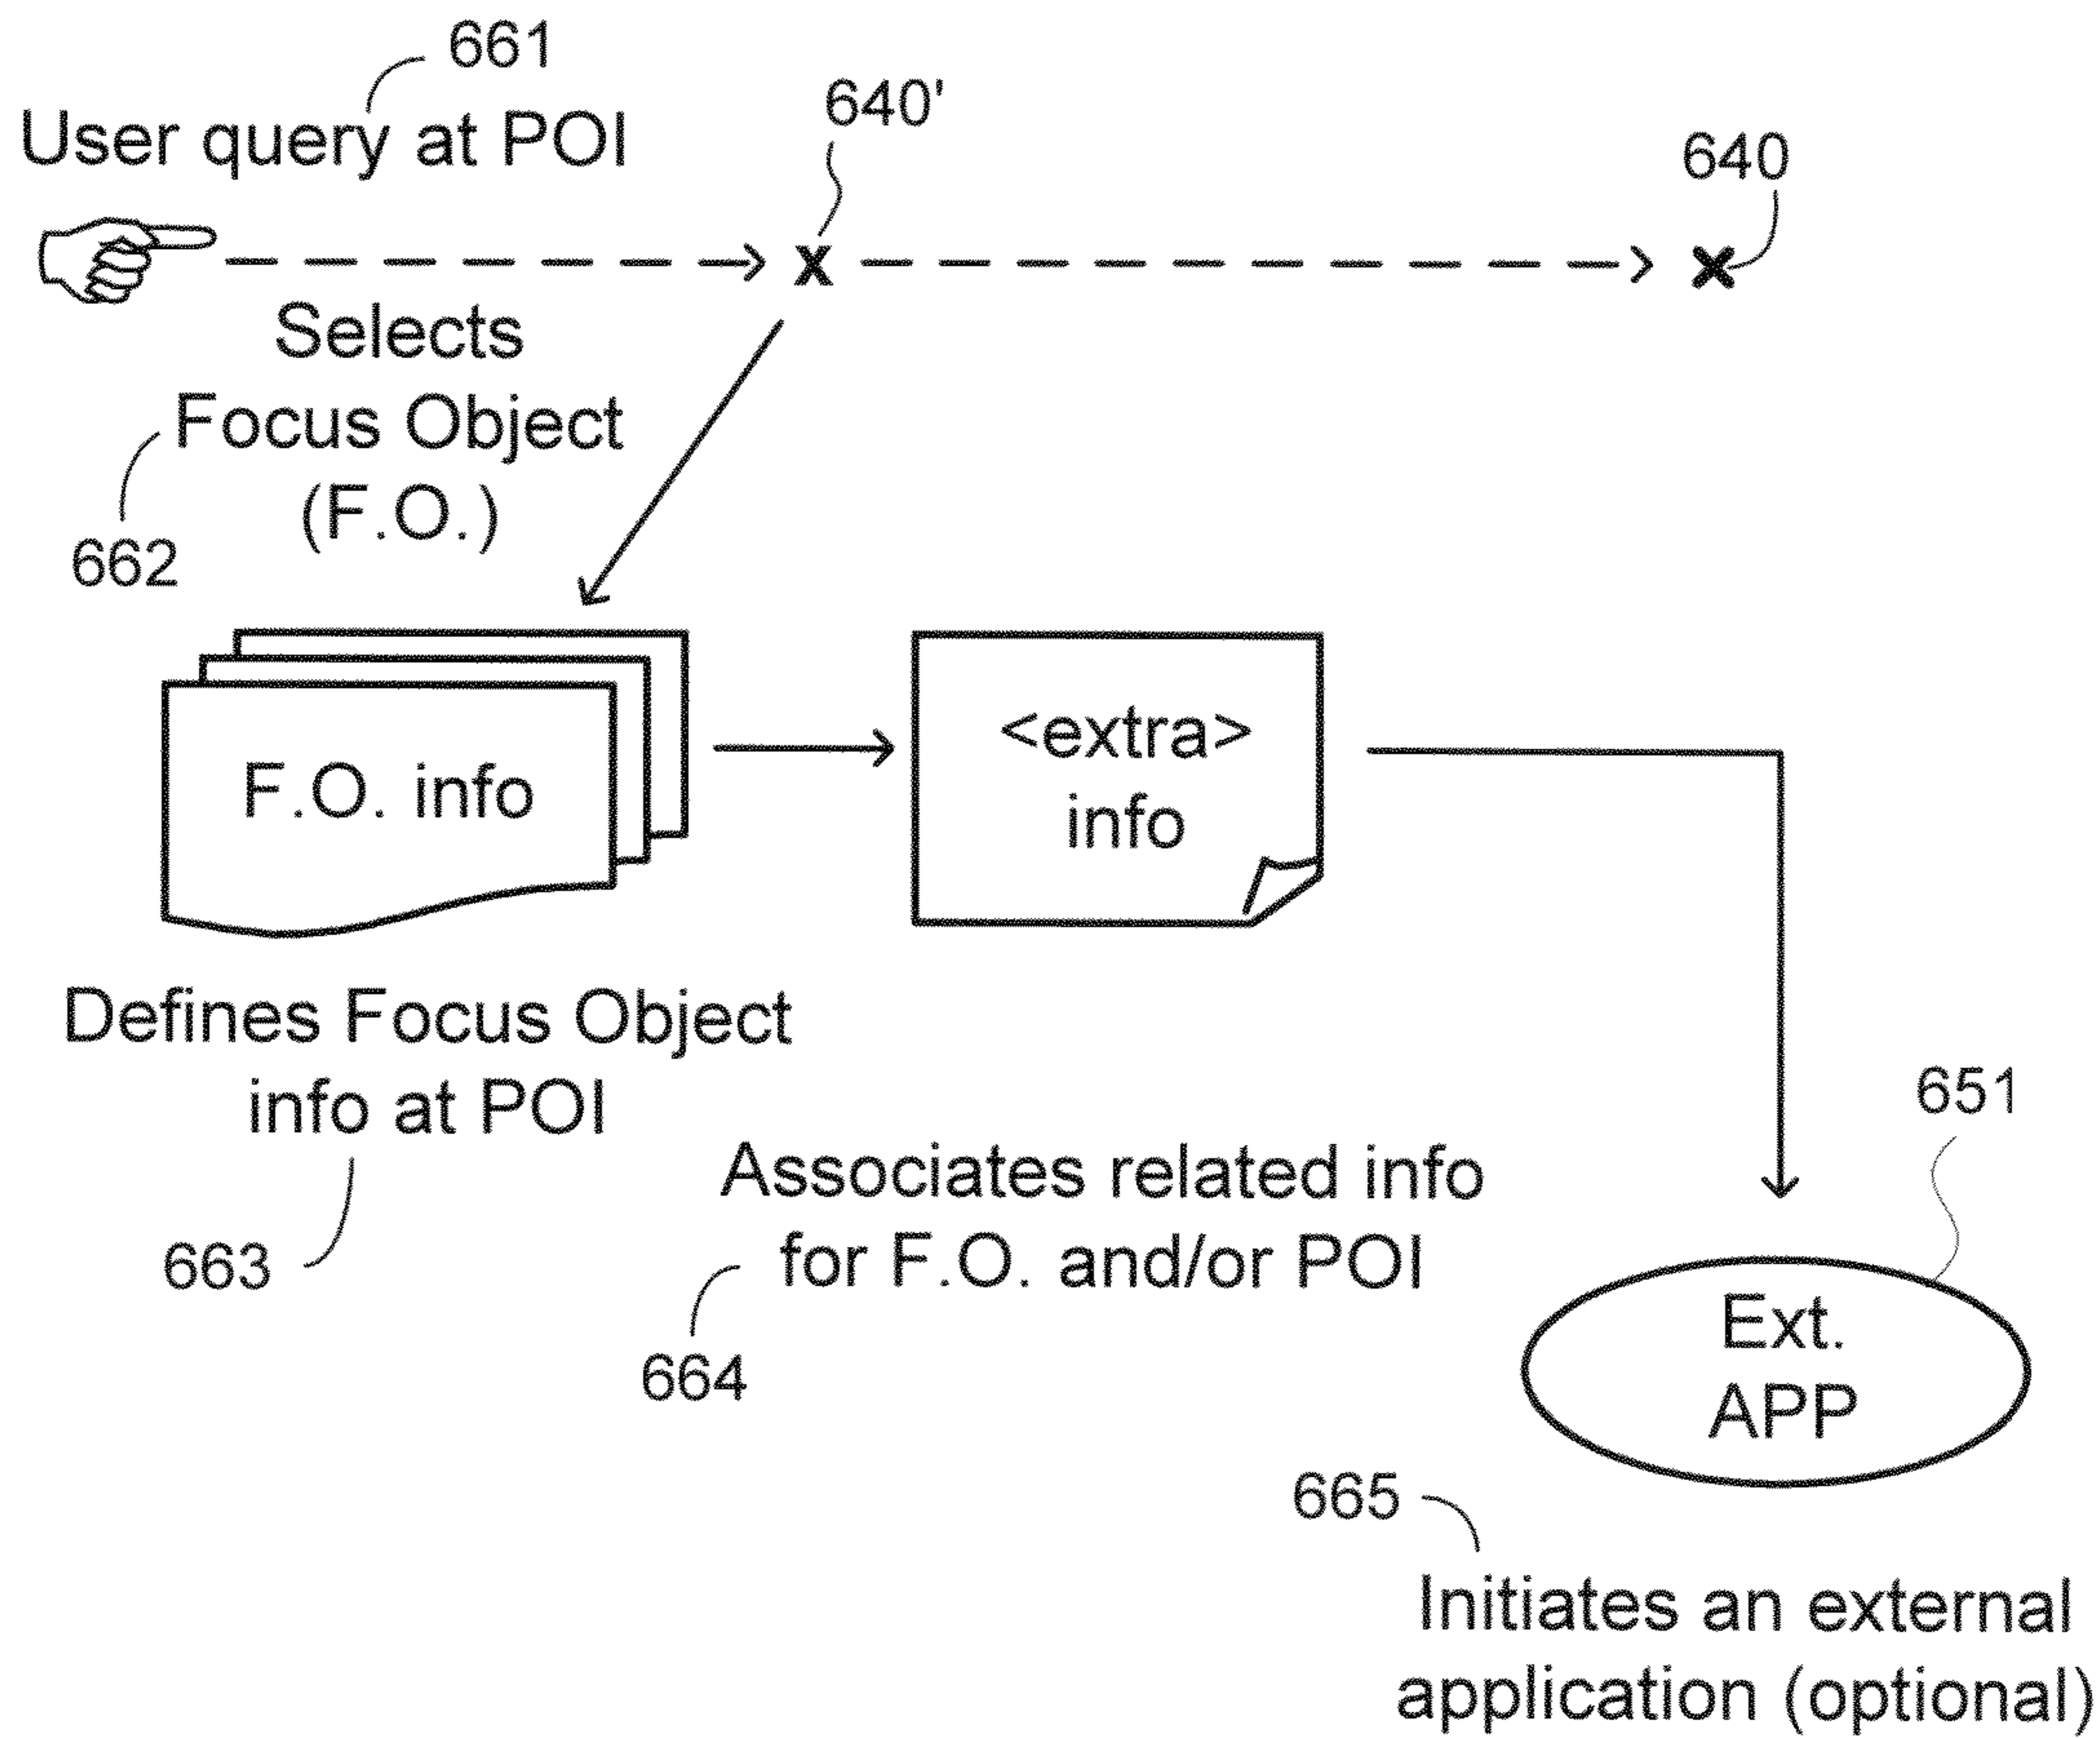 661
User query at POI
640'
640
X
X
Selects
Focus Object
(F.O.)
662
F.O. info
<extra>
info
Defines Focus Object
info at POI
663
Associates related info
for F.O. and/or POI
664
651
Ext.
APP
665
Initiates an external
application (optional)